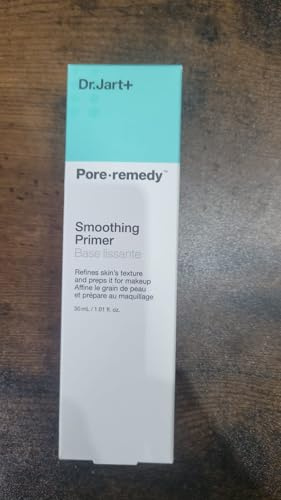 Dr.Jart+
Pore·remedy™
Smoothing
Primer
Base lissante
Refines skin's texture
and preps it for makeup
Affine le grain de peau
et prépare au maquillage
30 mL / 1.01 fl. oz.